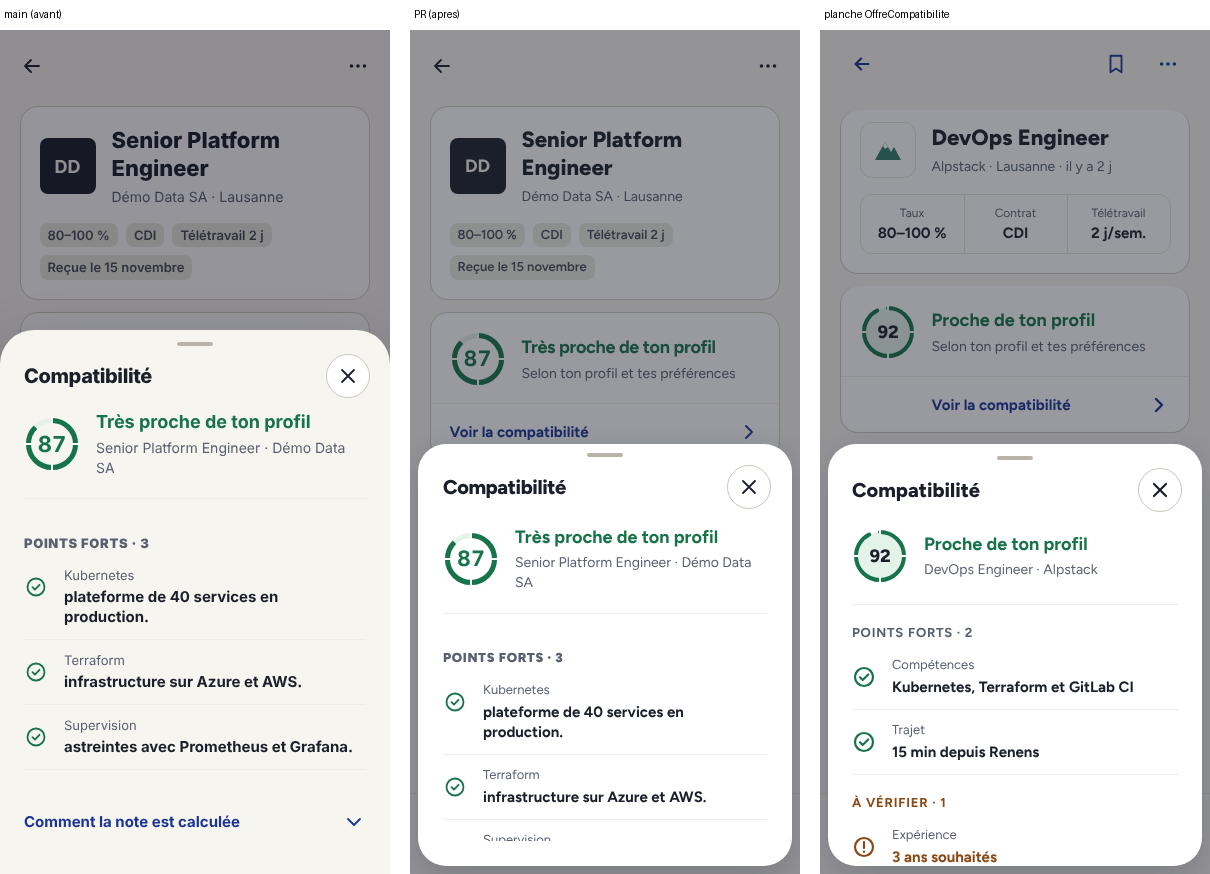 main (avant)
DD
Senior Platform
Engineer
Démo Data SA · Lausanne
80–100 %
CDI
Télétravail 2 j
Reçue le 15 novembre
Compatibilité
87
Très proche de ton profil
Senior Platform Engineer · Démo Data
SA
POINTS FORTS · 3
Kubernetes
plateforme de 40 services en
production.
Terraform
infrastructure sur Azure et AWS.
Supervision
astreintes avec Prometheus et Grafana.
Comment la note est calculée
PR (apres)
DD
Senior Platform
Engineer
Démo Data SA · Lausanne
80–100 %
CDI
Télétravail 2 j
Reçue le 15 novembre
87
Très proche de ton profil
Selon ton profil et tes préférences
Voir la compatibilité
Compatibilité
87
Très proche de ton profil
Senior Platform Engineer · Démo Data
SA
POINTS FORTS · 3
Kubernetes
plateforme de 40 services en
production.
Terraform
infrastructure sur Azure et AWS.
Supervision
planche OffreCompatibilite
DevOps Engineer
Alpstack · Lausanne · il y a 2 j
Taux
80–100 %
Contrat
CDI
Télétravail
2 j/sem.
92
Proche de ton profil
Selon ton profil et tes préférences
Voir la compatibilité
Compatibilité
92
Proche de ton profil
DevOps Engineer · Alpstack
POINTS FORTS · 2
Compétences
Kubernetes, Terraform et GitLab CI
Trajet
15 min depuis Renens
À VÉRIFIER · 1
Expérience
3 ans souhaités